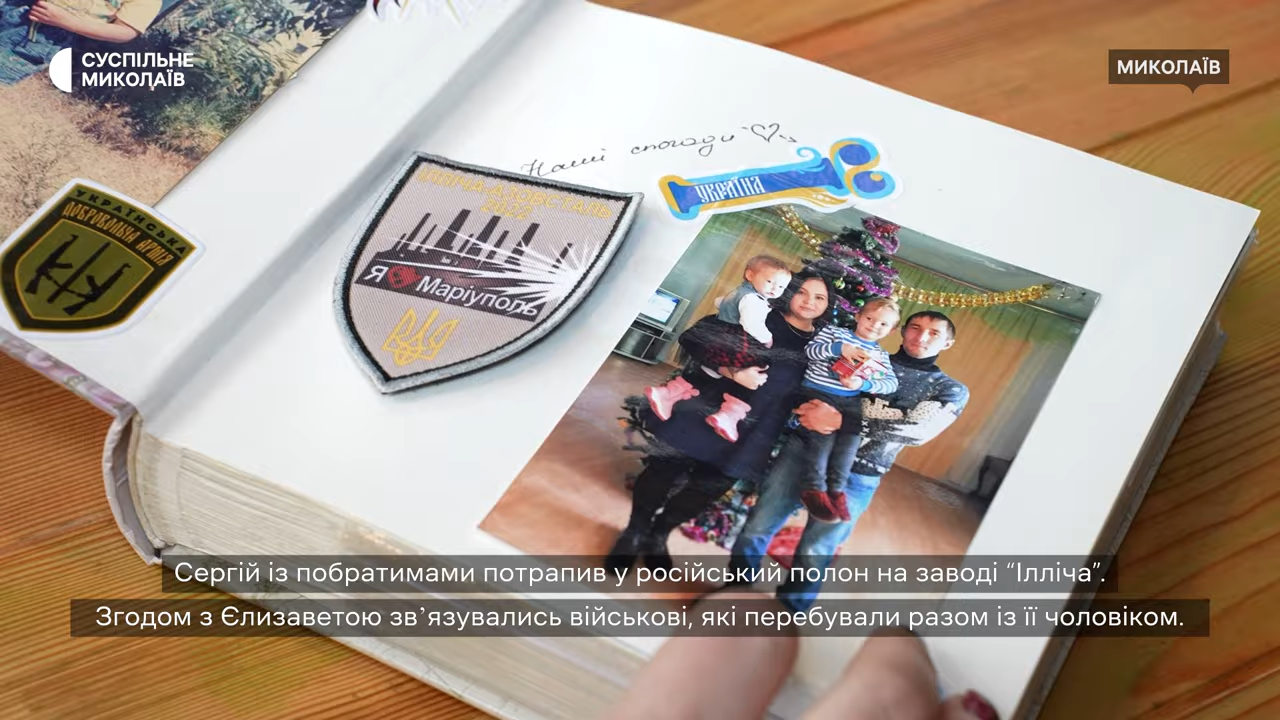 СУСПІЛЬНЕ
МИКОЛАЇВ
МИКОЛАЇВ
Наші спогади
УКРАЇНА
ІЛЛІЧА-АЗОВСТАЛЬ
2022
Я Маріуполь
УКРАЇНСЬКА
ДОБРОВОЛЬЧА АРМІЯ
Сергій із побратимами потрапив у російський полон на заводі “Ілліча”.
Згодом з Єлизаветою зв’язувались військові, які перебували разом із її чоловіком.